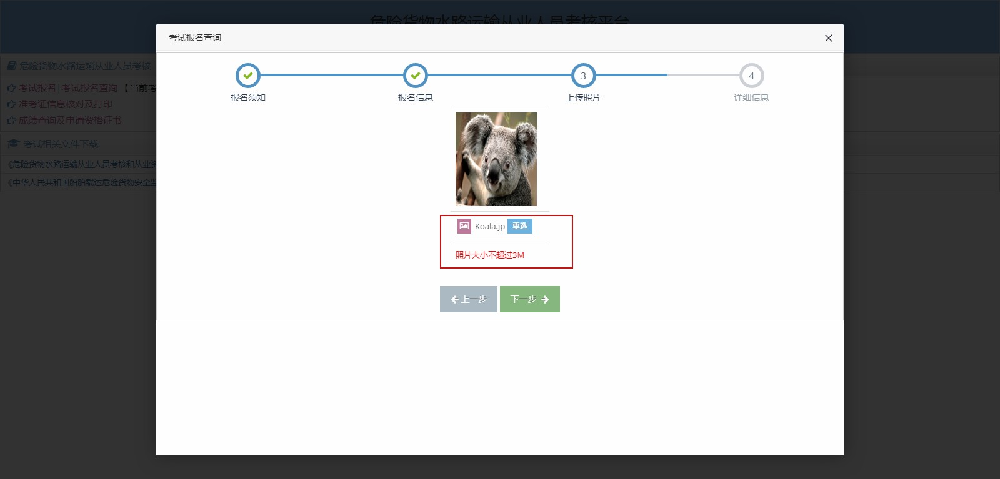 危险货物水路运输从业人员考核平台
考试报名查询
危险货物水路运输从业人员考核
考试报名|考试报名查询 【当前考
准考证信息核对及打印
成绩查询及申请资格证书
考试相关文件下载
《危险货物水路运输从业人员考核和从业资
《中华人民共和国船舶载运危险货物安全监
3
4
报名须知
报名信息
上传照片
详细信息
Koala.jp
重选
照片大小不超过3M
上一步
下一步